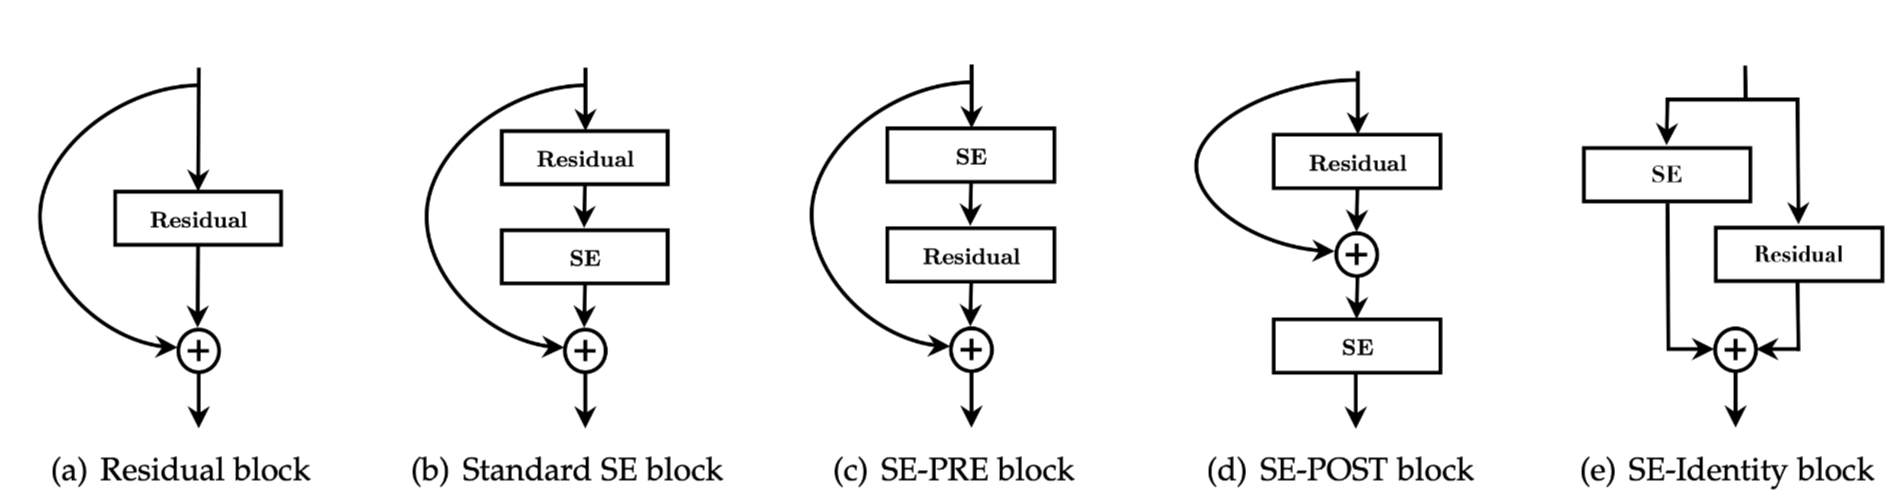 Residual
(a) Residual block
Residual
SE
(b) Standard SE block
SE
Residual
(c) SE-PRE block
Residual
SE
(d) SE-POST block
SE
Residual
(e) SE-Identity block